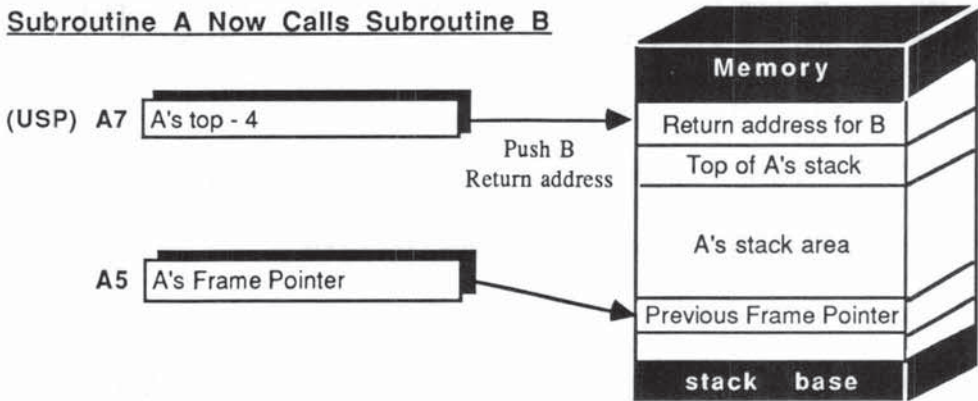 Subroutine A Now Calls Subroutine B
Memory
(USP) A7 A's top - 4
Return address for B
Push B
Return address
Top of A's stack
A's stack area
A5 A's Frame Pointer
Previous Frame Pointer
stack base